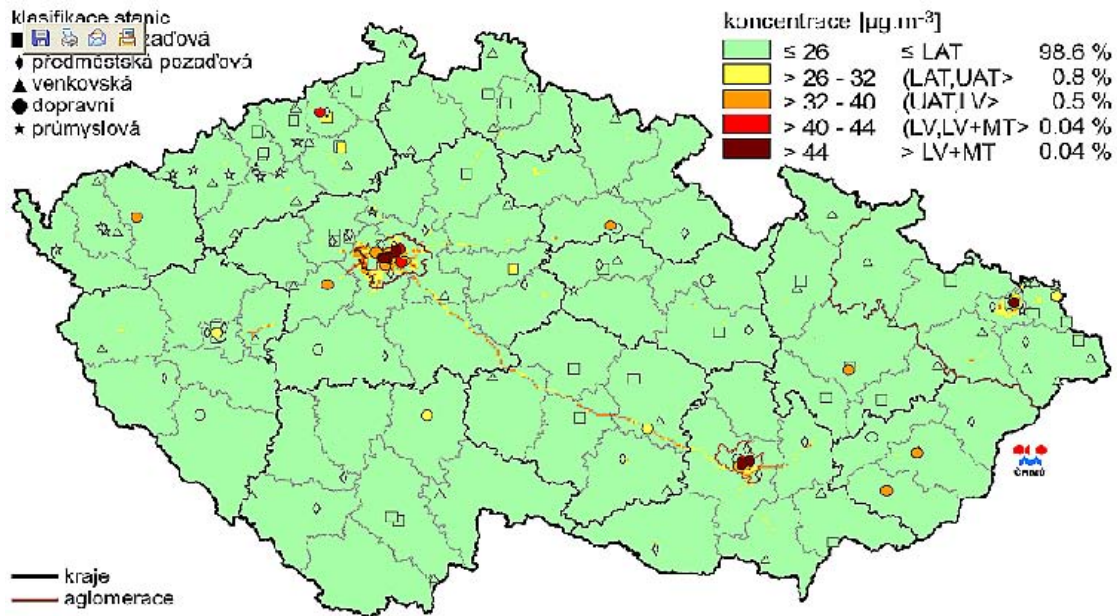 klasifikace stanic
pozaďová
předměstská pozaďová
venkovská
dopravní
průmyslová
koncentrace [µg.m⁻³]
≤ 26 ≤ LAT 98.6 %
> 26 - 32 (LAT,UAT> 0.8 %
> 32 - 40 (UAT,LV> 0.5 %
> 40 - 44 (LV,LV+MT> 0.04 %
> 44 > LV+MT 0.04 %
ČHMÚ
kraje
aglomerace